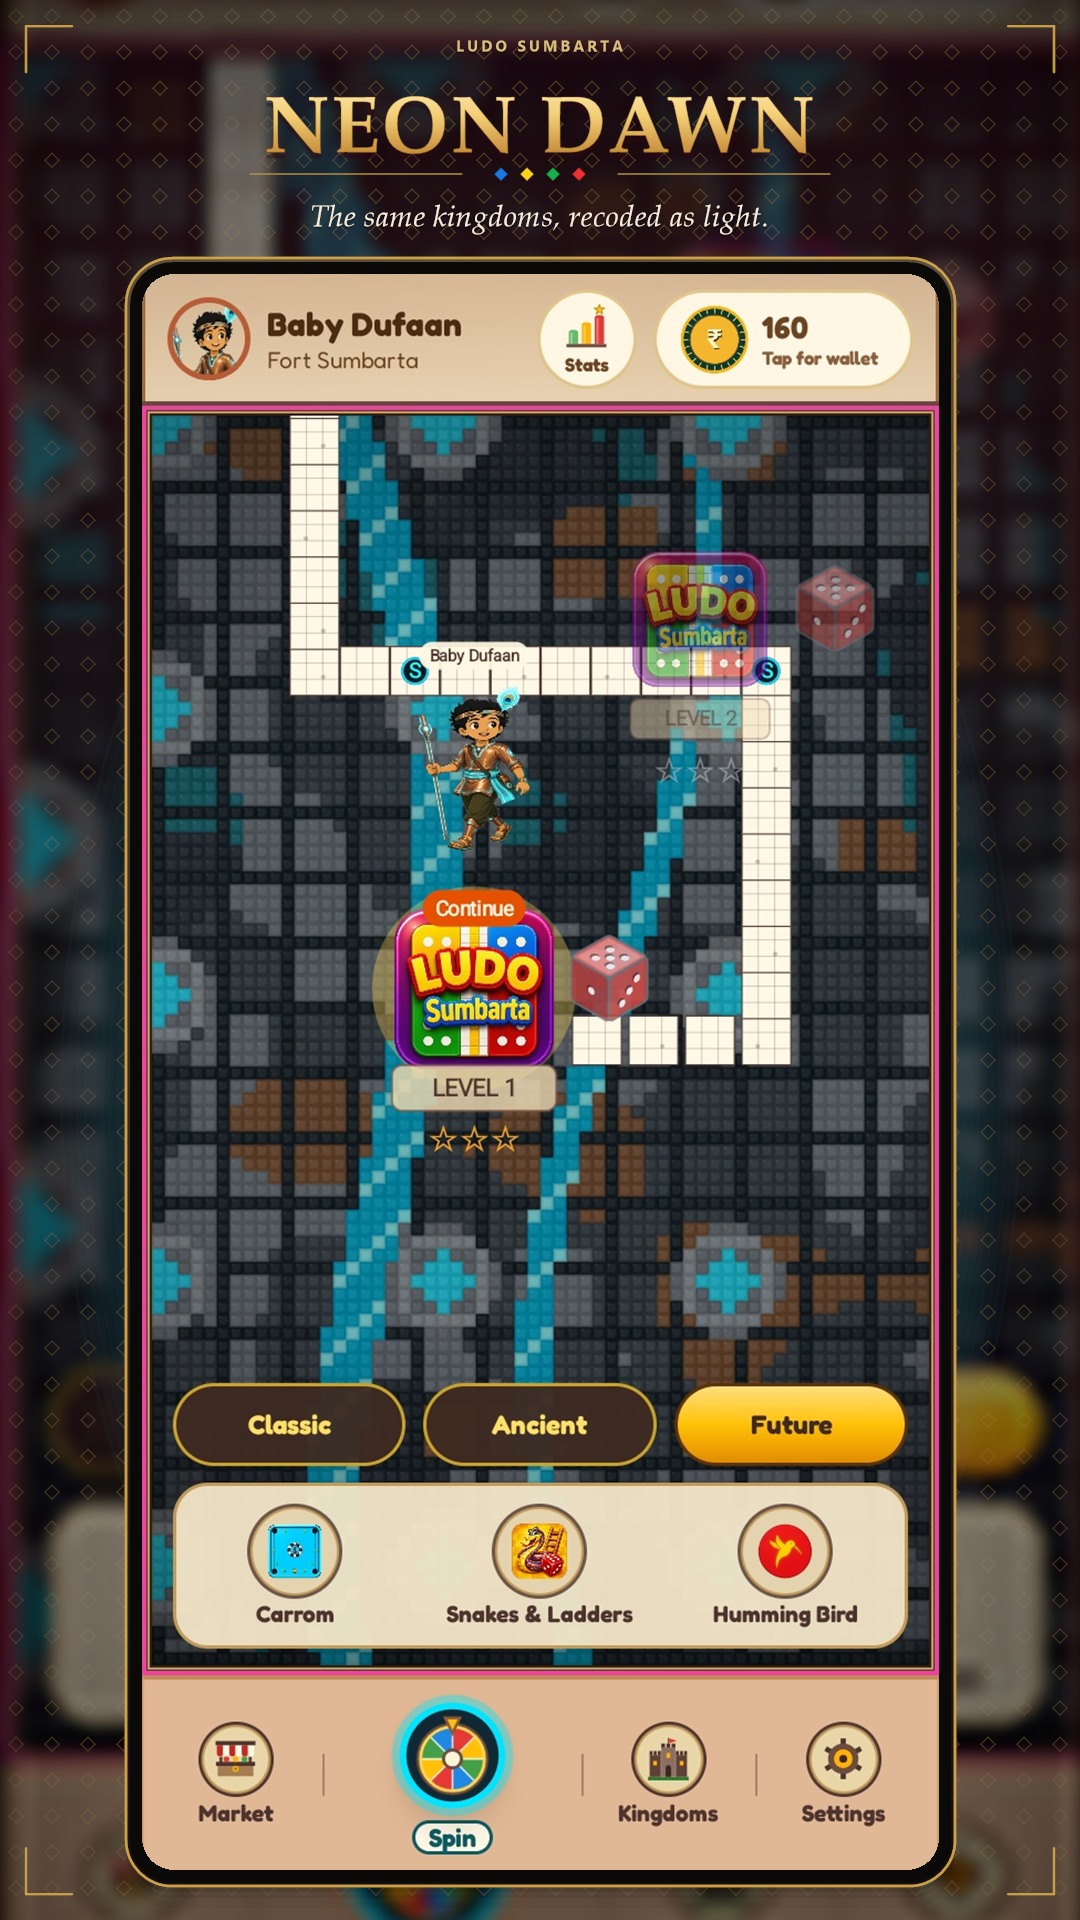 LUDO SUMBARTA
NEON DAWN
The same kingdoms, recoded as light.
Baby Dufaan
Fort Sumbarta
Stats
160
Tap for wallet
LUDO
Sumbarta
Baby Dufaan
S
S
LEVEL 2
Continue
LUDO
Sumbarta
LEVEL 1
Classic
Ancient
Future
Carrom
Snakes & Ladders
Humming Bird
Market
Spin
Kingdoms
Settings